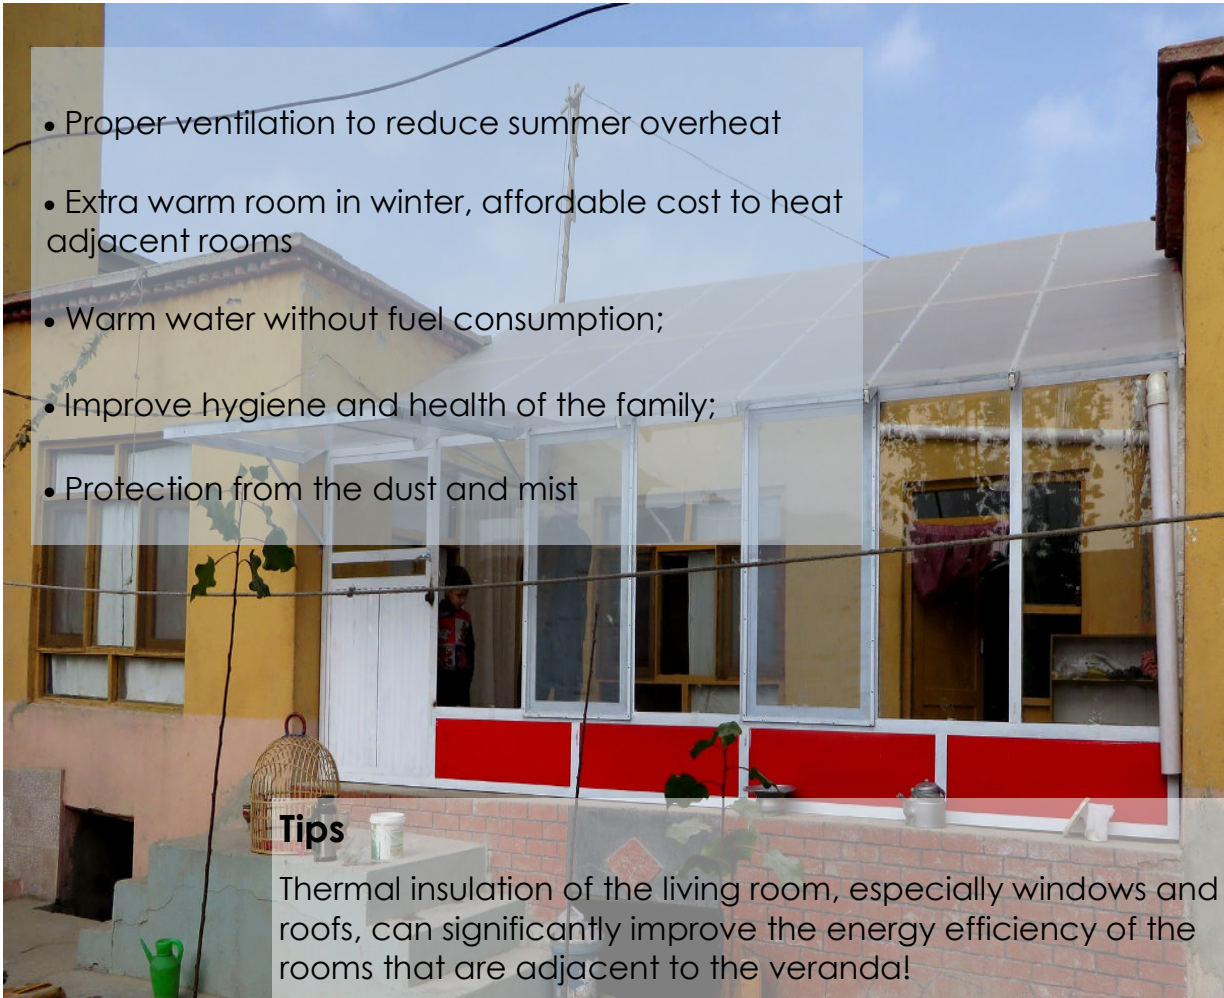 • Proper ventilation to reduce summer overheat
• Extra warm room in winter, affordable cost to heat
adjacent rooms
• Warm water without fuel consumption;
• Improve hygiene and health of the family;
• Protection from the dust and mist
Tips
Thermal insulation of the living room, especially windows and
roofs, can significantly improve the energy efficiency of the
rooms that are adjacent to the veranda!